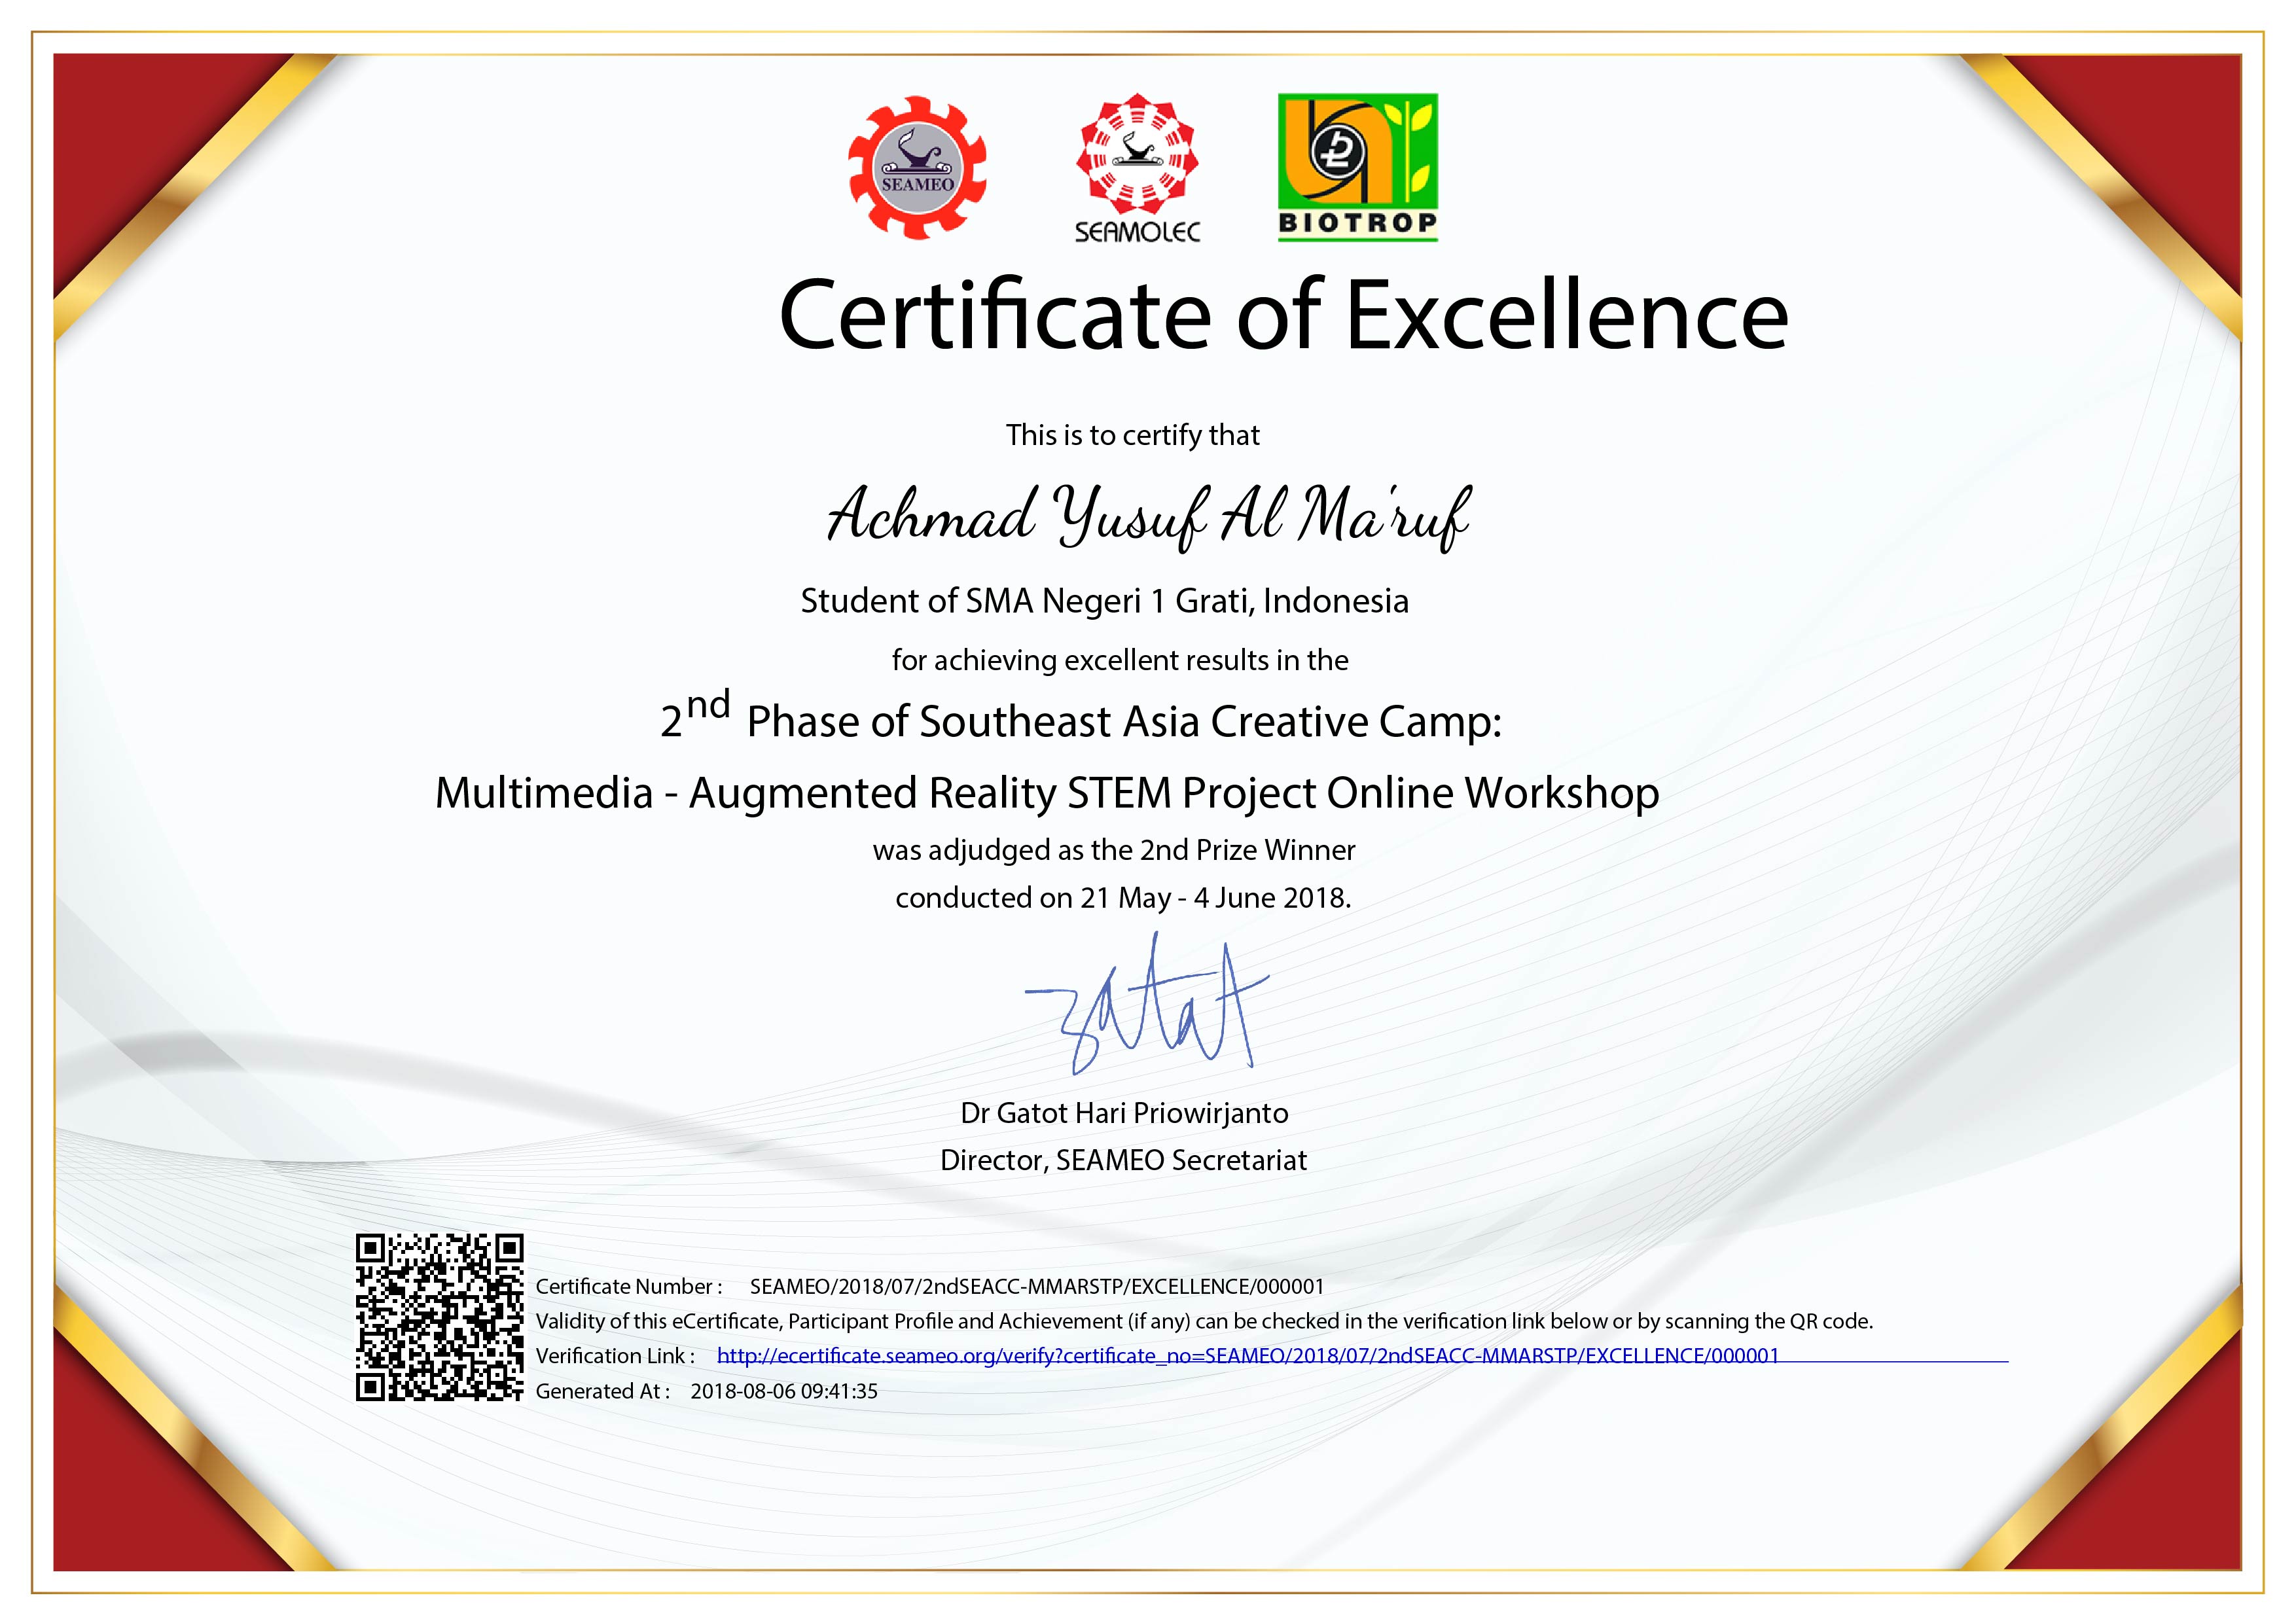 SEAMEO
SEAMOLEC
BIOTROP
Certificate of Excellence
This is to certify that
Achmad Yusuf Al Ma'ruf
Student of SMA Negeri 1 Grati, Indonesia
for achieving excellent results in the
2nd Phase of Southeast Asia Creative Camp:
Multimedia - Augmented Reality STEM Project Online Workshop
was adjudged as the 2nd Prize Winner
conducted on 21 May - 4 June 2018.
Dr Gatot Hari Priowirjanto
Director, SEAMEO Secretariat
Certificate Number : SEAMEO/2018/07/2ndSEACC-MMARSTP/EXCELLENCE/000001
Validity of this eCertificate, Participant Profile and Achievement (if any) can be checked in the verification link below or by scanning the QR code.
Verification Link : http://ecertificate.seameo.org/verify?certificate_no=SEAMEO/2018/07/2ndSEACC-MMARSTP/EXCELLENCE/000001
Generated At : 2018-08-06 09:41:35